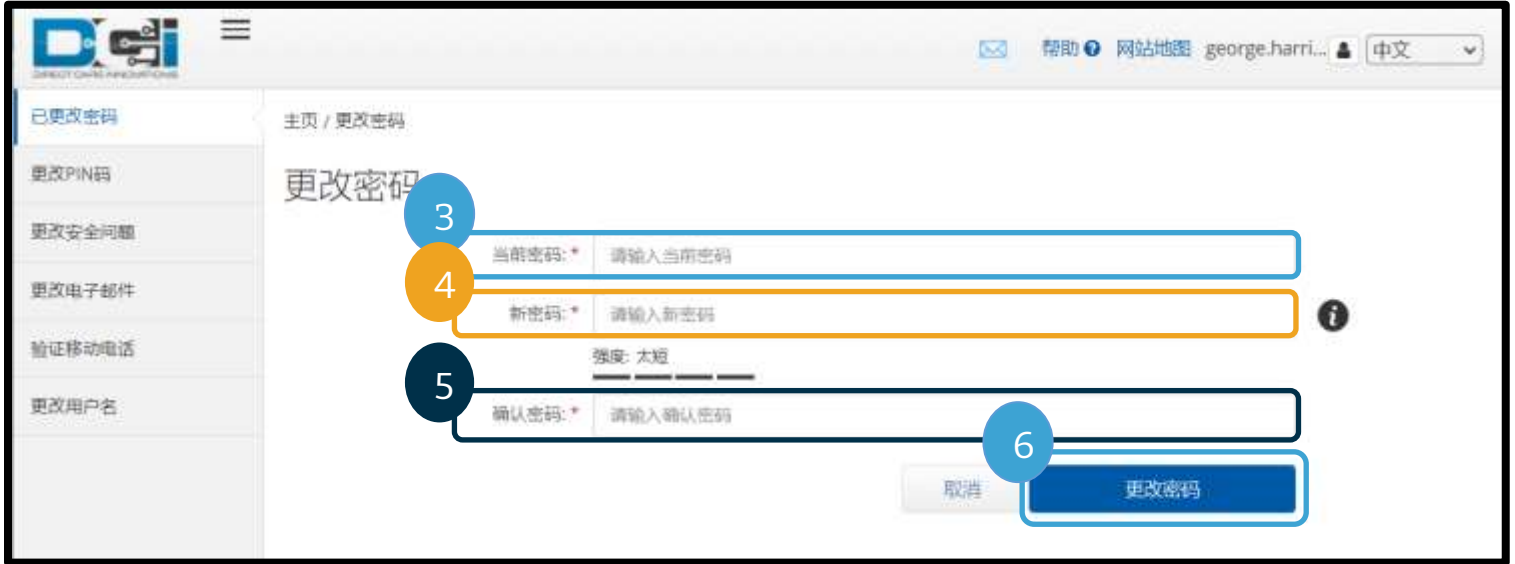 DCI
DIRECT CARE INNOVATIONS
帮助 网站地图 george.harri... 中文
已更改密码
更改PIN码
更改安全问题
更改电子邮件
验证移动电话
更改用户名
主页 / 更改密码
更改密码
3
当前密码: * 请输入当前密码
4
新密码: * 请输入新密码
i
强度: 太短
5
确认密码: * 请输入确认密码
6
取消 更改密码